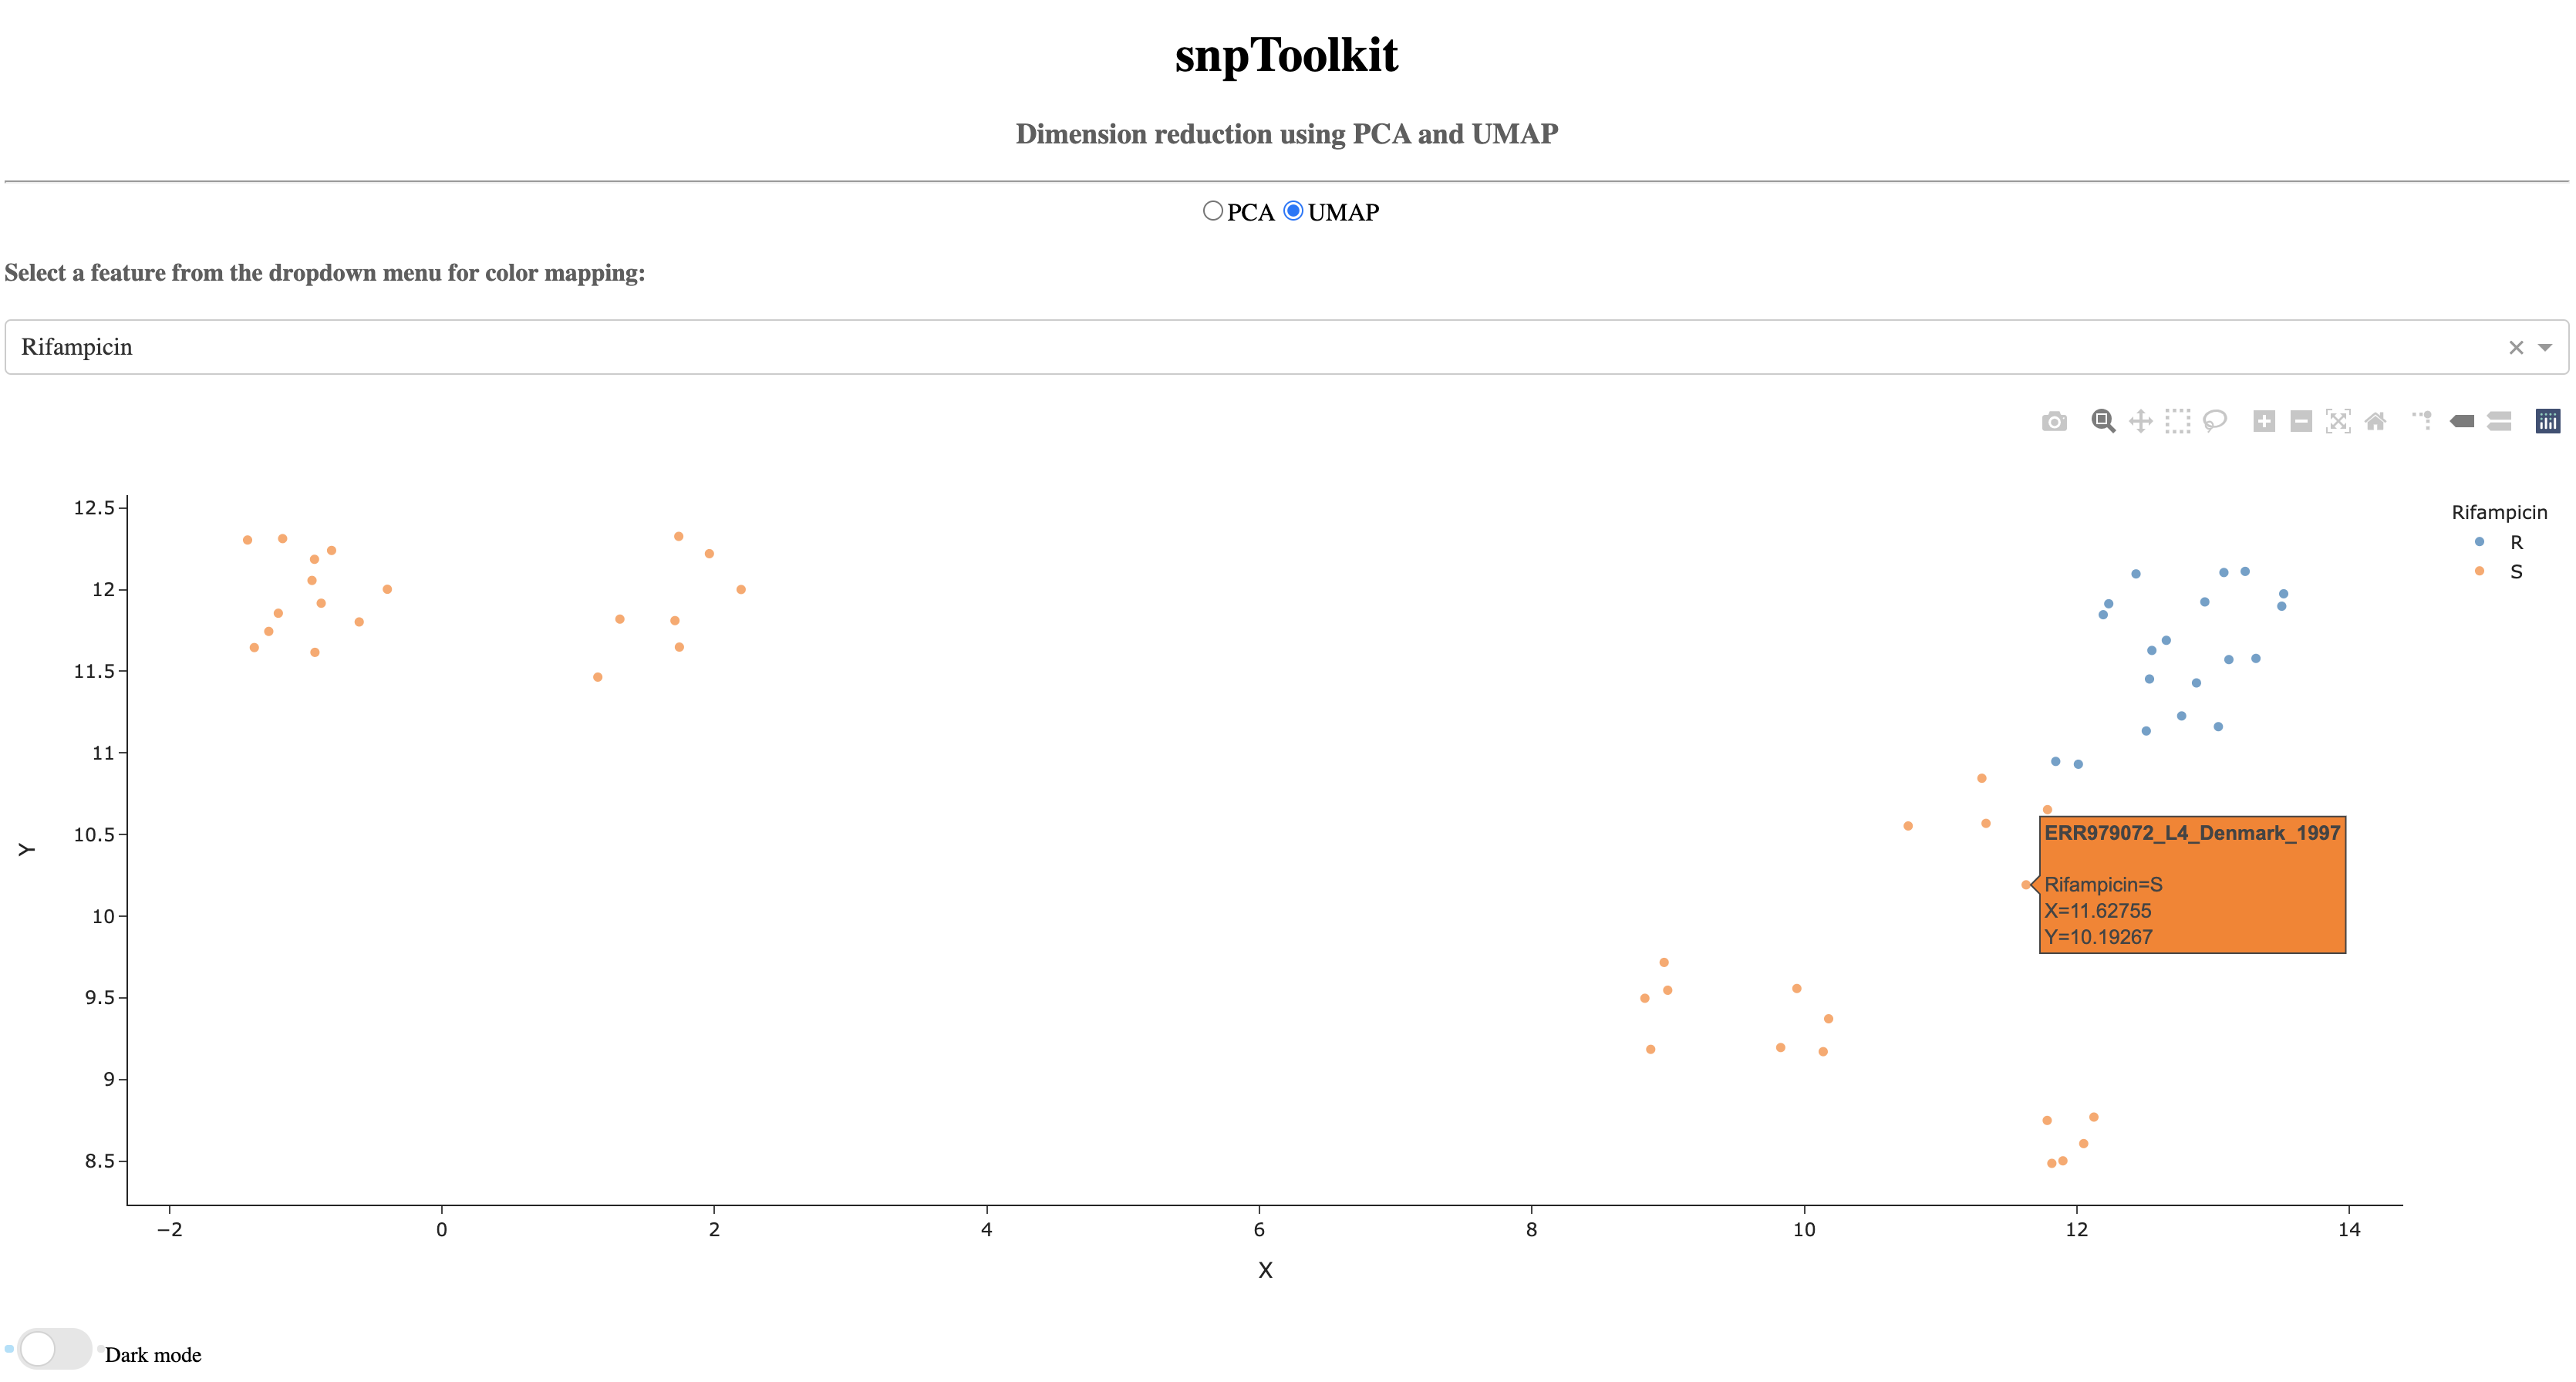 snpToolkit
Dimension reduction using PCA and UMAP
PCA UMAP
Select a feature from the dropdown menu for color mapping:
Rifampicin
12.5
12
11.5
11
10.5
10
9.5
9
8.5
Y
−2 0 2 4 6 8 10 12 14
X
Rifampicin
R
S
ERR979072_L4_Denmark_1997
Rifampicin=S
X=11.62755
Y=10.19267
Dark mode